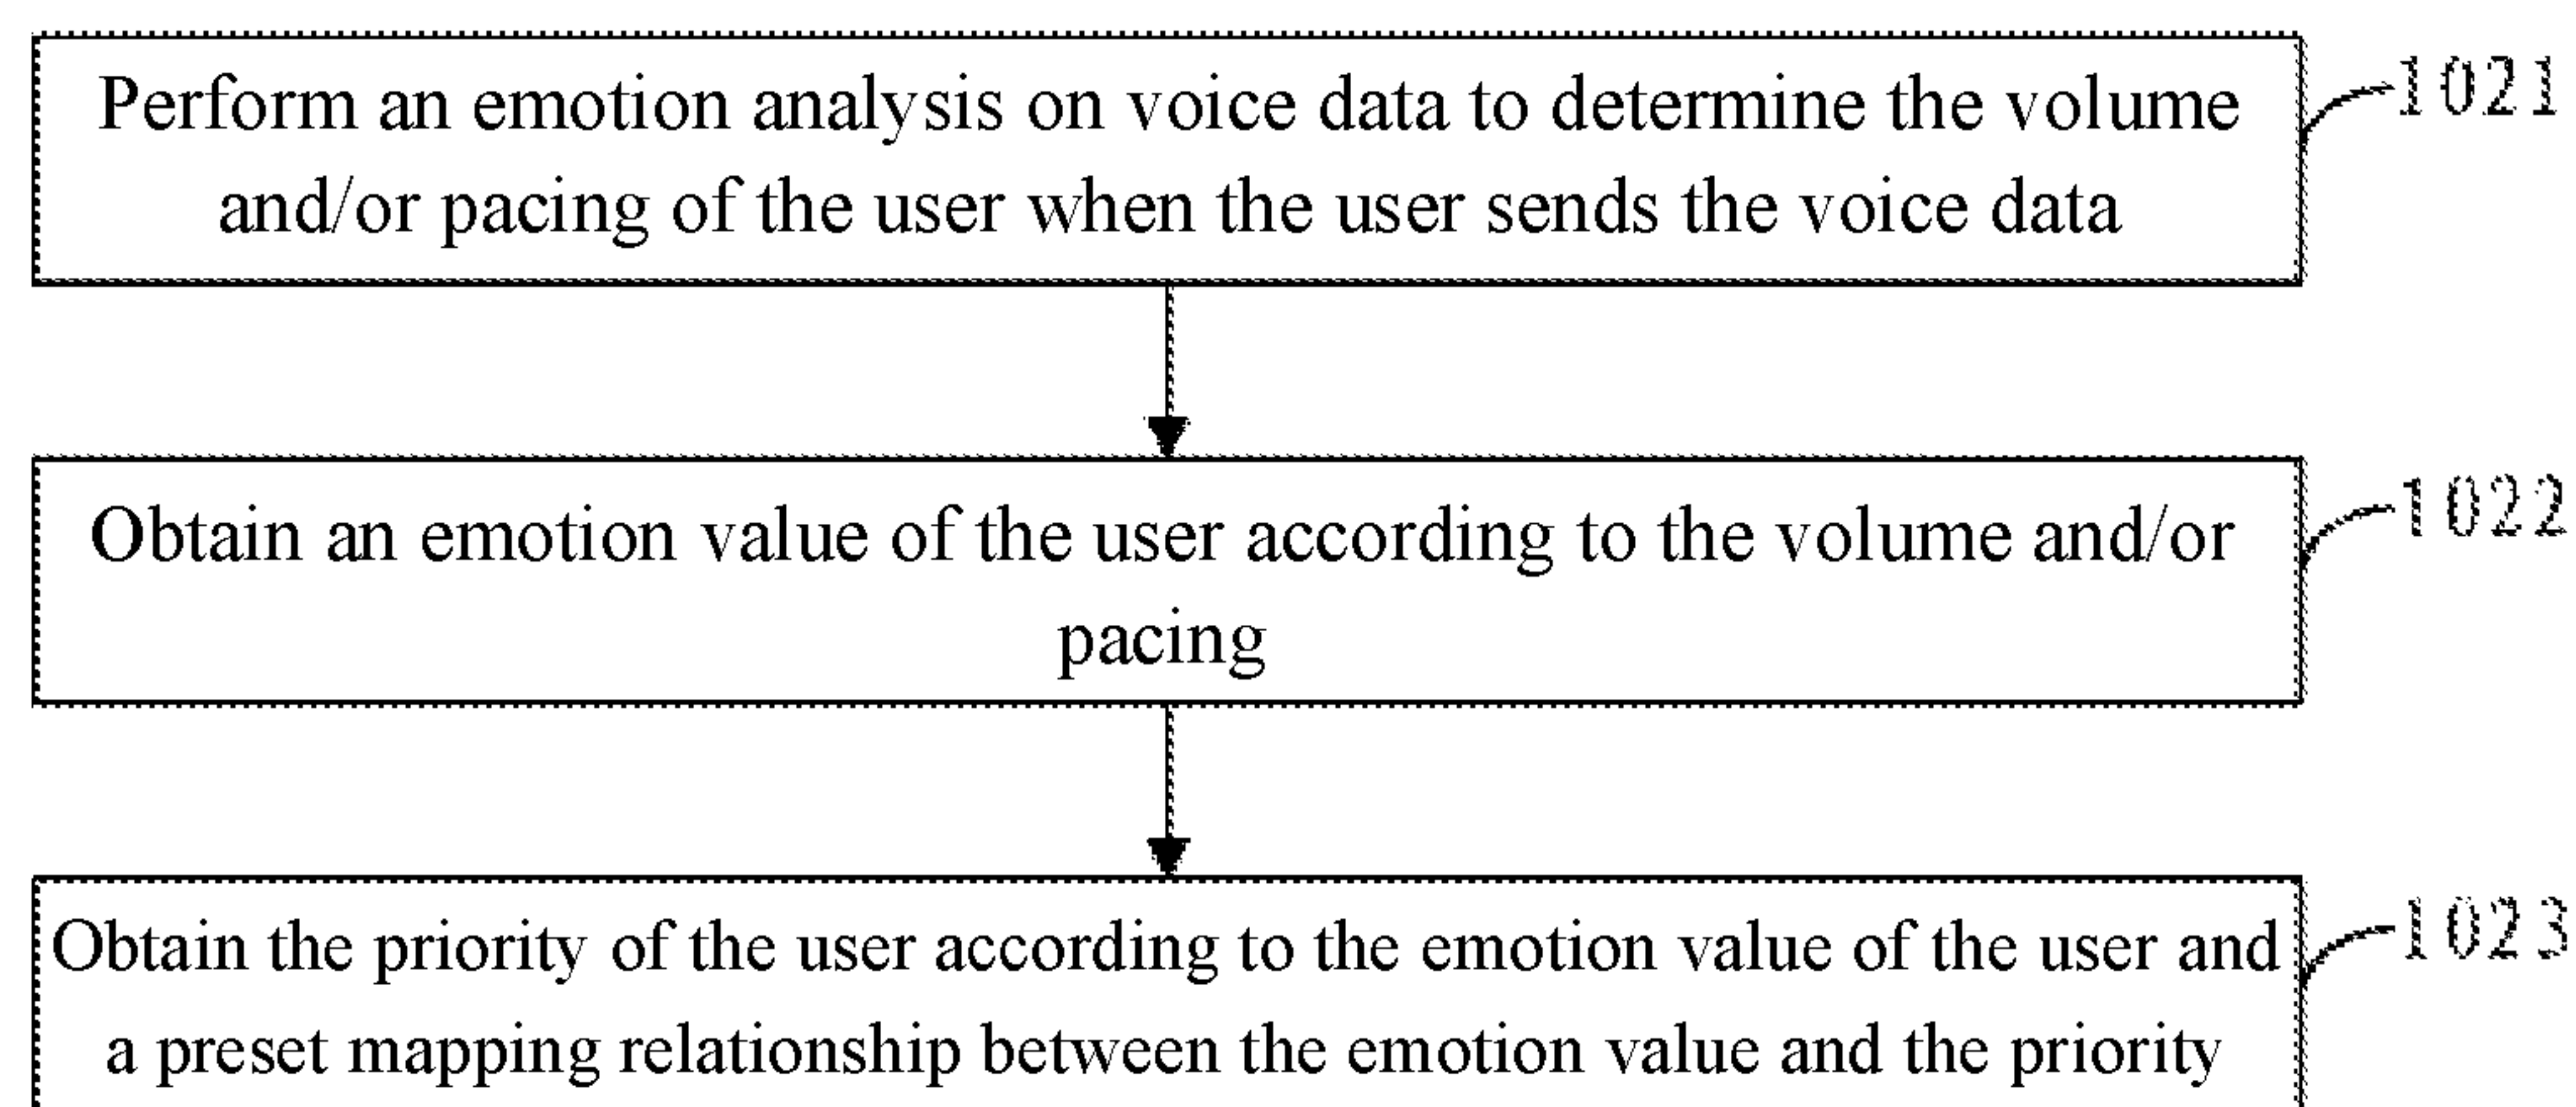 Perform an emotion analysis on voice data to determine the volume
and/or pacing of the user when the user sends the voice data
1021
Obtain an emotion value of the user according to the volume and/or
pacing
1022
Obtain the priority of the user according to the emotion value of the user and
a preset mapping relationship between the emotion value and the priority
1023